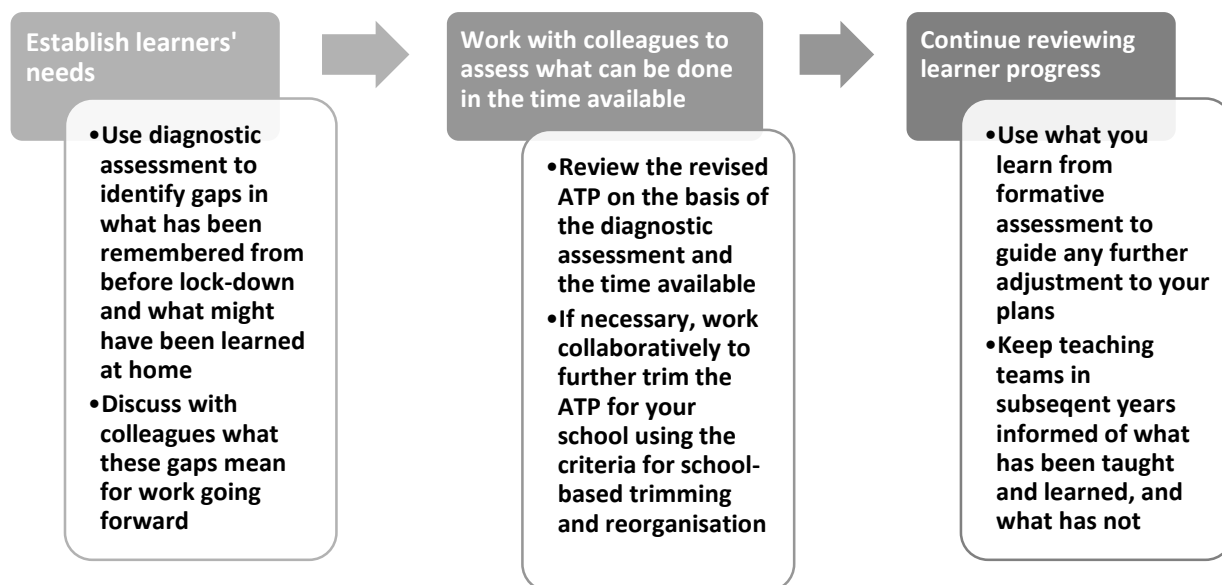 Establish learners'
needs
•Use diagnostic
assessment to
identify gaps in
what has been
remembered from
before lock-down
and what might
have been learned
at home
•Discuss with
colleagues what
these gaps mean
for work going
forward
Work with colleagues to
assess what can be done
in the time available
•Review the revised
ATP on the basis of
the diagnostic
assessment and
the time available
•If necessary, work
collaboratively to
further trim the
ATP for your
school using the
criteria for school-
based trimming
and reorganisation
Continue reviewing
learner progress
•Use what you
learn from
formative
assessment to
guide any further
adjustment to your
plans
•Keep teaching
teams in
subseqent years
informed of what
has been taught
and learned, and
what has not